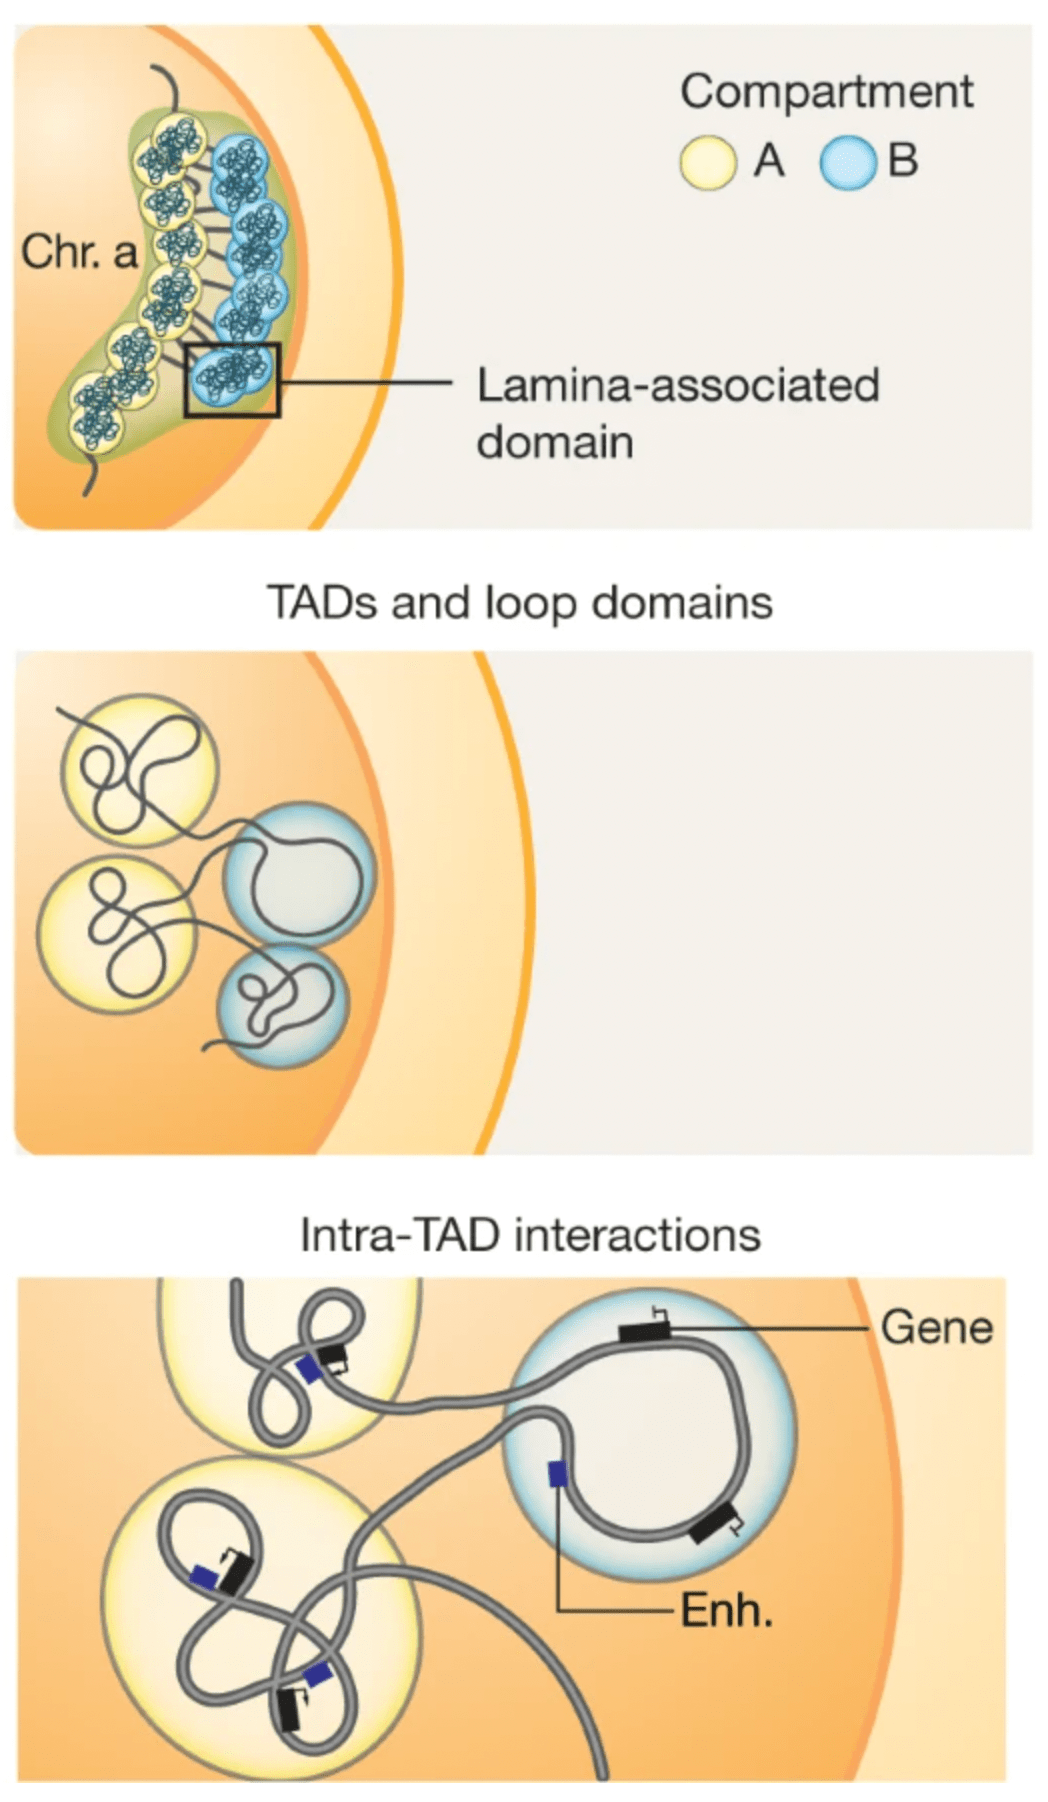 Compartment
A B
Chr. a
Lamina-associated
domain
TADs and loop domains
Intra-TAD interactions
Gene
Enh.